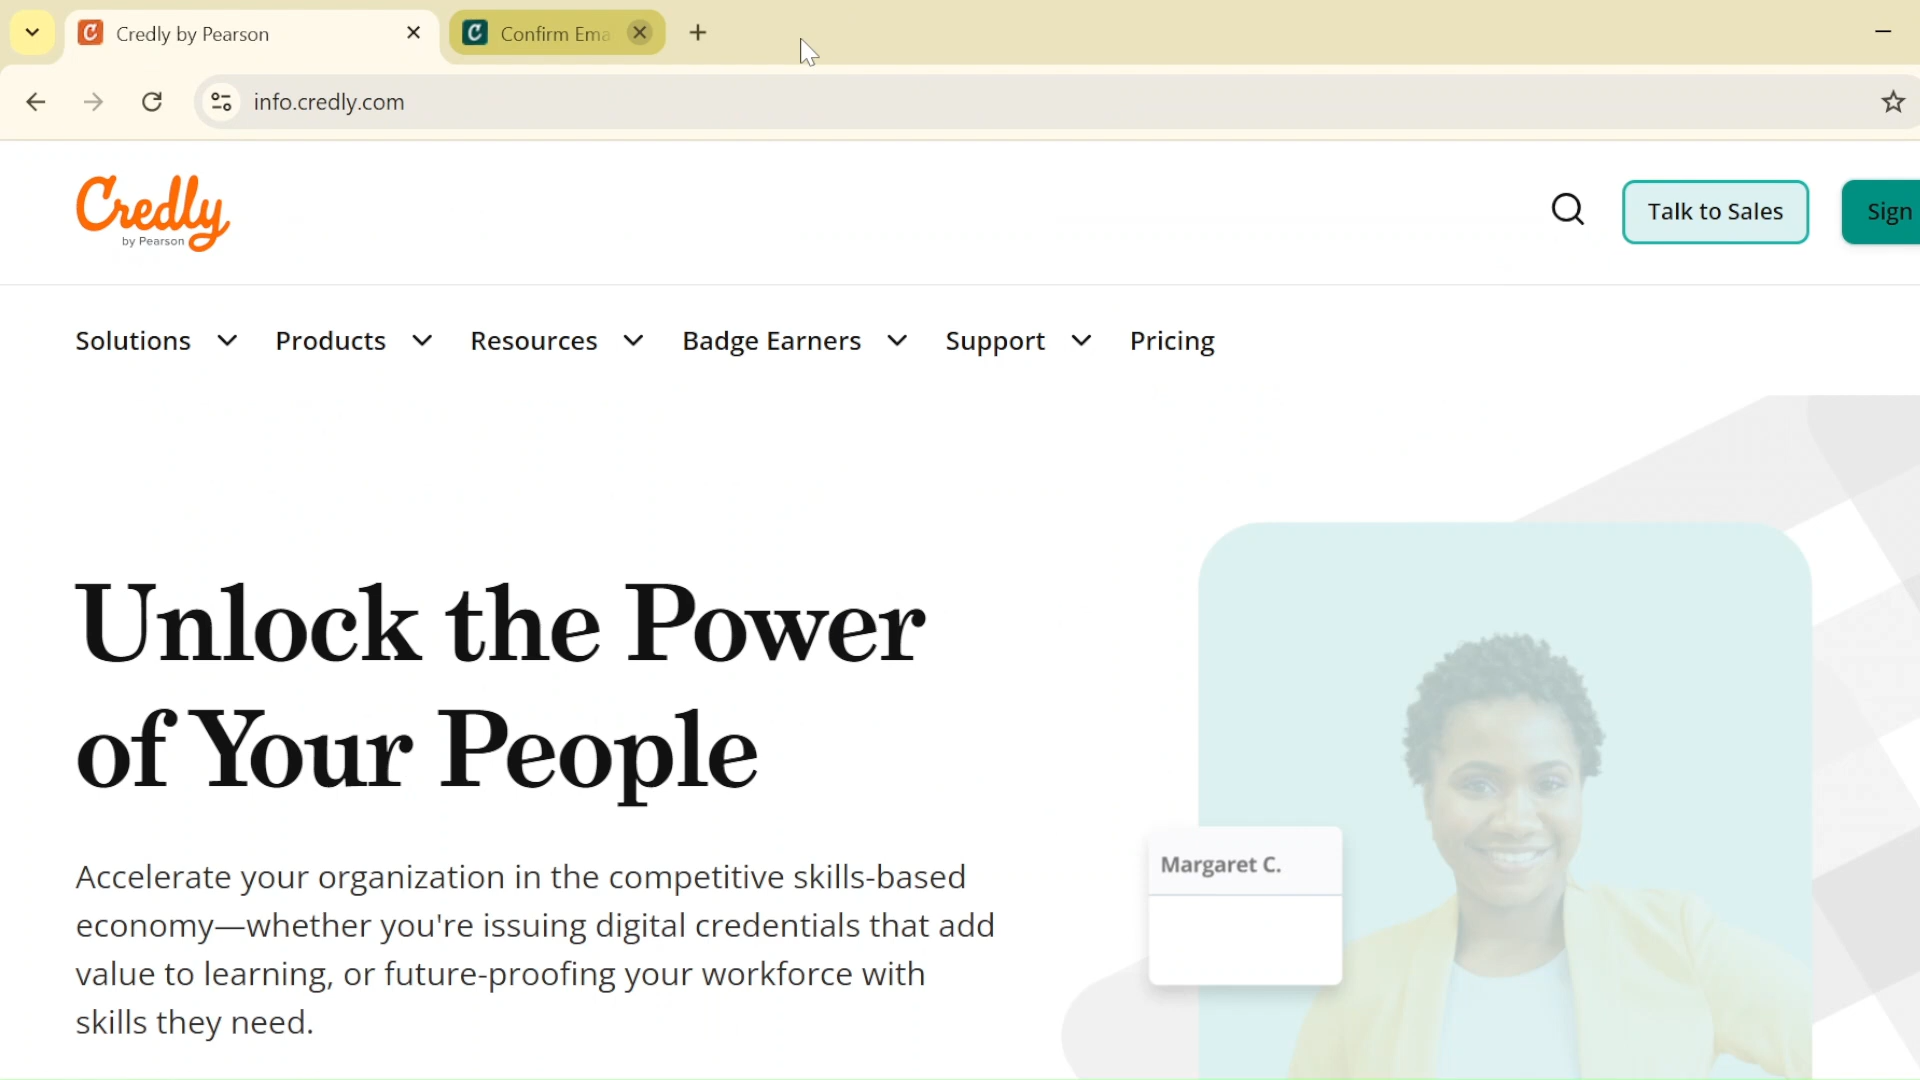 Credly by Pearson
Confirm Ema
info.credly.com
Credly
by Pearson
Talk to Sales
Sign
Solutions
Products
Resources
Badge Earners
Support
Pricing
Unlock the Power
of Your People
Accelerate your organization in the competitive skills-based
economy—whether you're issuing digital credentials that add
value to learning, or future-proofing your workforce with
skills they need.
Margaret C.